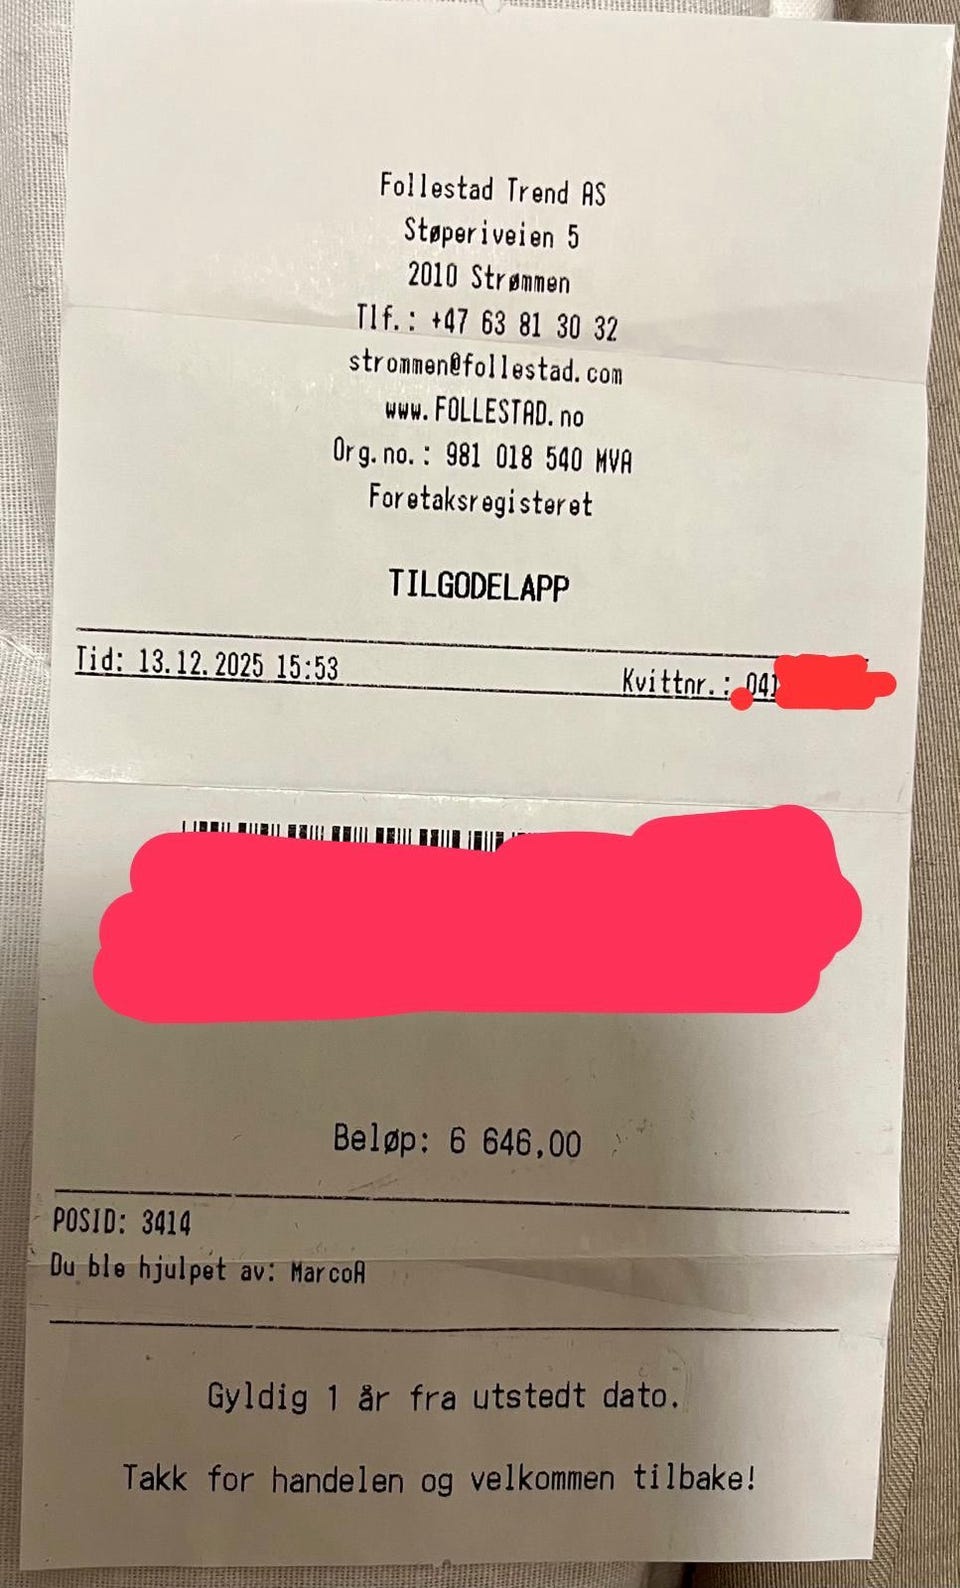 Follestad Trend AS
Støperiveien 5
2010 Strømmen
Tlf.: +47 63 81 30 32
strommen@follestad.com
www.FOLLESTAD.no
Org.no.: 981 018 540 MVA
Foretaksregisteret
TILGODELAPP
Tid: 13.12.2025 15:53 Kvittnr.: 041
Beløp: 6 646,00
POSID: 3414
Du ble hjulpet av: MarcoA
Gyldig 1 år fra utstedt dato.
Takk for handelen og velkommen tilbake!